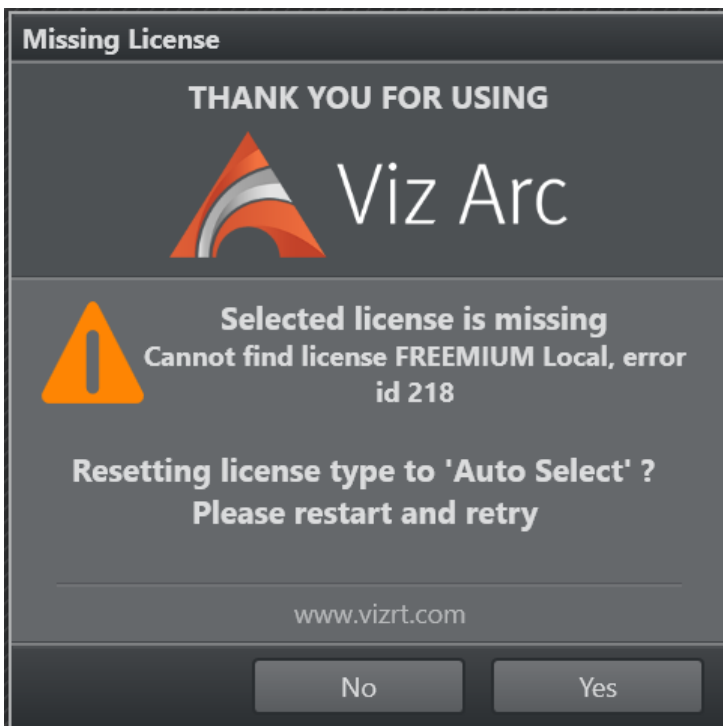 Missing License
THANK YOU FOR USING
Viz Arc
Selected license is missing
Cannot find license FREEMIUM Local, error
id 218
Resetting license type to 'Auto Select' ?
Please restart and retry
www.vizrt.com
No
Yes